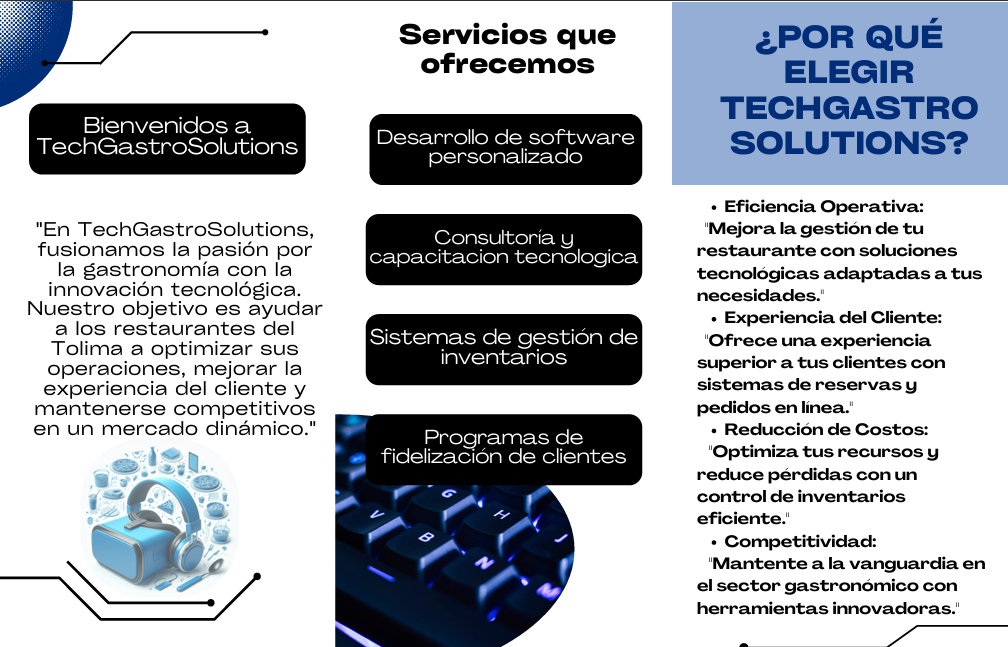 Bienvenidos a
TechGastroSolutions
"En TechGastroSolutions,
fusionamos la pasión por
la gastronomía con la
innovación tecnológica.
Nuestro objetivo es ayudar
a los restaurantes del
Tolima a optimizar sus
operaciones, mejorar la
experiencia del cliente y
mantenerse competitivos
en un mercado dinámico."
Servicios que
ofrecemos
Desarrollo de software
personalizado
Consultoría y
capacitacion tecnologica
Sistemas de gestión de
inventarios
Programas de
fidelización de clientes
G
H
V
B
N
J
M
¿POR QUÉ
ELEGIR
TECHGASTRO
SOLUTIONS?
• Eficiencia Operativa:
"Mejora la gestión de tu
restaurante con soluciones
tecnológicas adaptadas a tus
necesidades."
• Experiencia del Cliente:
"Ofrece una experiencia
superior a tus clientes con
sistemas de reservas y
pedidos en línea."
• Reducción de Costos:
"Optimiza tus recursos y
reduce pérdidas con un
control de inventarios
eficiente."
• Competitividad:
"Mantente a la vanguardia en
el sector gastronómico con
herramientas innovadoras."